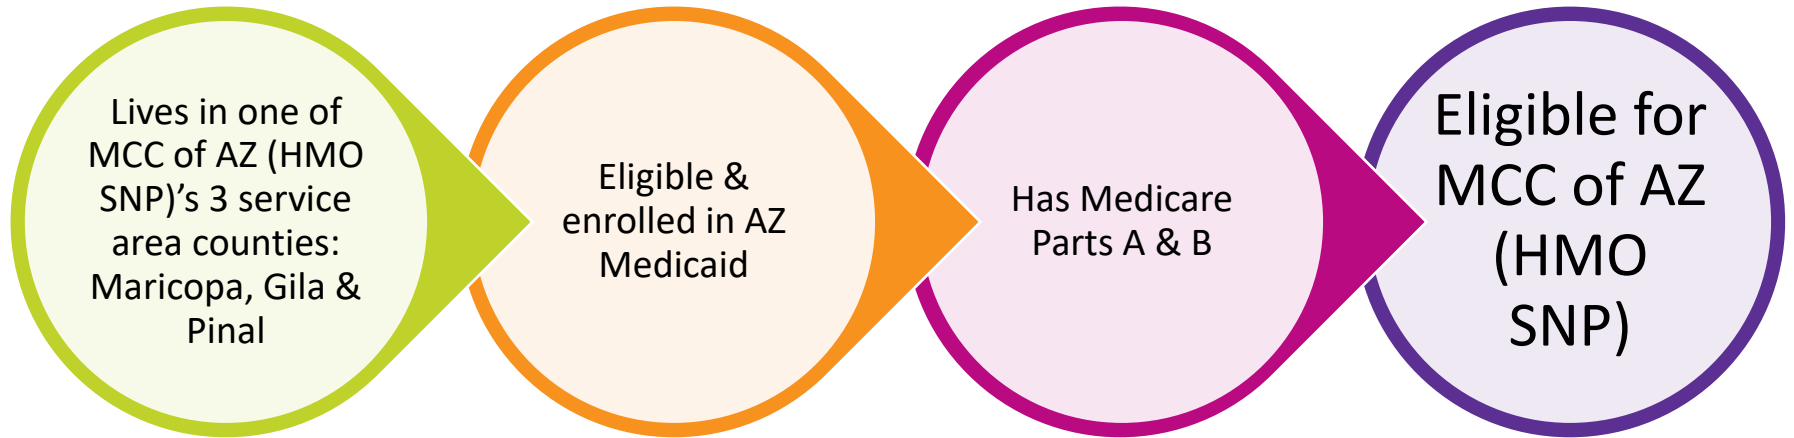 Lives in one of
MCC of AZ (HMO
SNP)’s 3 service
area counties:
Maricopa, Gila &
Pinal
Eligible &
enrolled in AZ
Medicaid
Has Medicare
Parts A & B
Eligible for
MCC of AZ
(HMO
SNP)